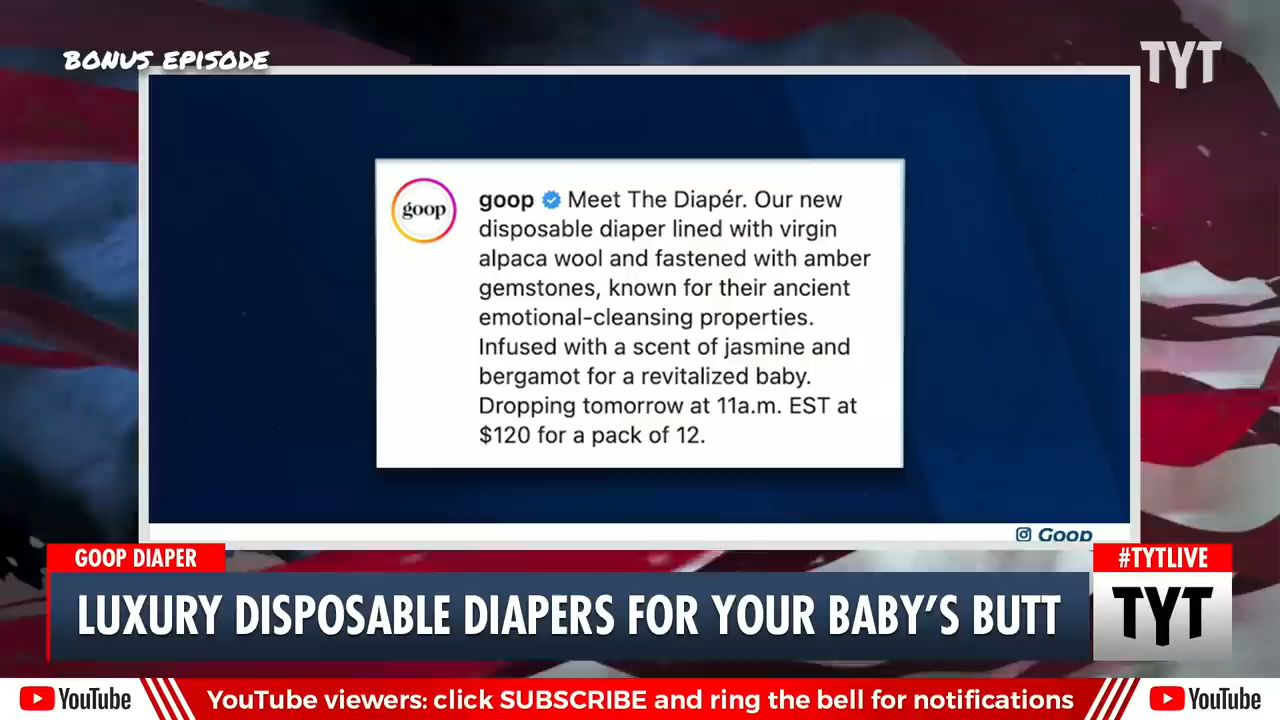 BONUS EPISODE
TYT
goop
goop Meet The Diapér. Our new
disposable diaper lined with virgin
alpaca wool and fastened with amber
gemstones, known for their ancient
emotional-cleansing properties.
Infused with a scent of jasmine and
bergamot for a revitalized baby.
Dropping tomorrow at 11a.m. EST at
$120 for a pack of 12.
Goop
GOOP DIAPER
#TYTLIVE
LUXURY DISPOSABLE DIAPERS FOR YOUR BABY'S BUTT
TYT
YouTube
YouTube viewers: click SUBSCRIBE and ring the bell for notifications
YouTube